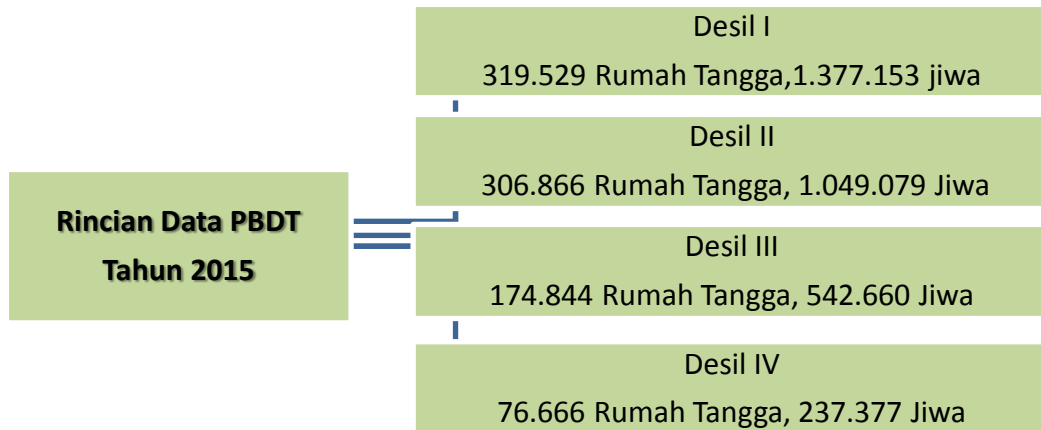 Rincian Data PBDT
Tahun 2015
Desil I
319.529 Rumah Tangga,1.377.153 jiwa
Desil II
306.866 Rumah Tangga, 1.049.079 Jiwa
Desil III
174.844 Rumah Tangga, 542.660 Jiwa
Desil IV
76.666 Rumah Tangga, 237.377 Jiwa